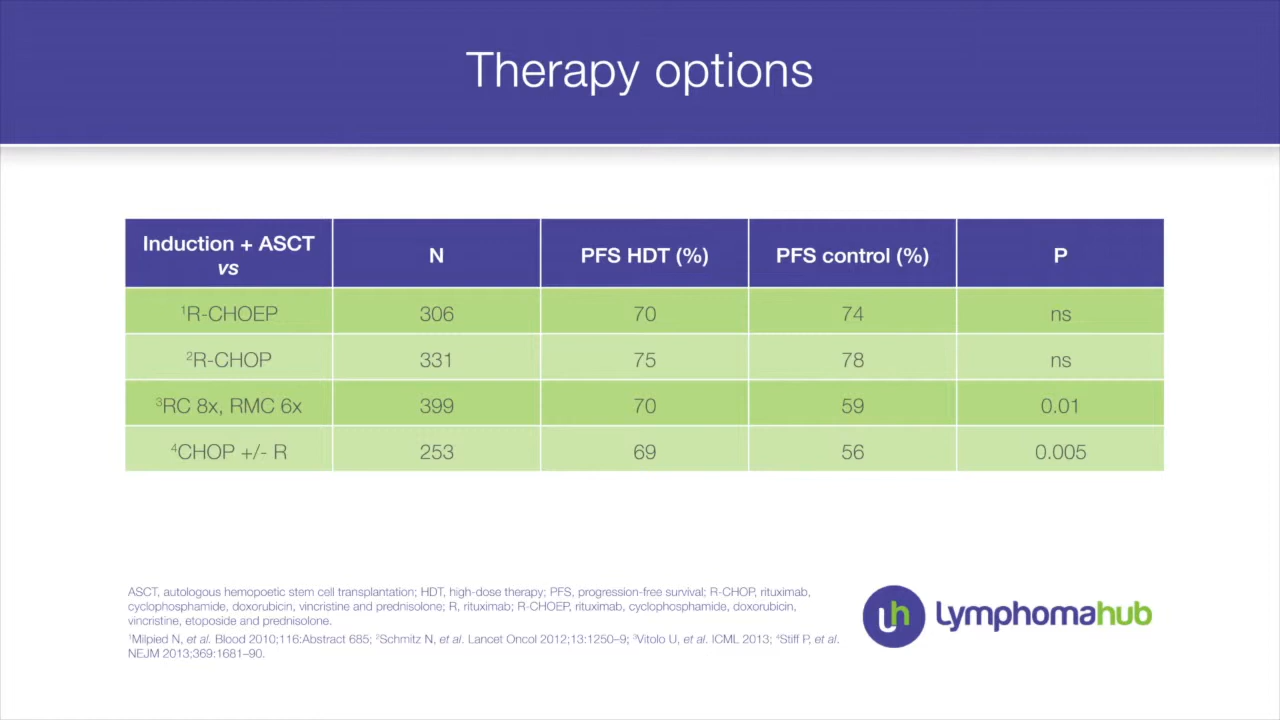 Therapy options
Induction + ASCT
vs
N
PFS HDT (%)
PFS control (%)
P
¹R-CHOEP
306
70
74
ns
²R-CHOP
331
75
78
ns
³RC 8x, RMC 6x
399
70
59
0.01
⁴CHOP +/- R
253
69
56
0.005
ASCT, autologous hemopoetic stem cell transplantation; HDT, high-dose therapy; PFS, progression-free survival; R-CHOP, rituximab,
cyclophosphamide, doxorubicin, vincristine and prednisolone; R, rituximab; R-CHOEP, rituximab, cyclophosphamide, doxorubicin,
vincristine, etoposide and prednisolone.
¹Milpied N, et al. Blood 2010;116:Abstract 685; ²Schmitz N, et al. Lancet Oncol 2012;13:1250–9; ³Vitolo U, et al. ICML 2013; ⁴Stiff P, et al.
NEJM 2013;369:1681–90.
lh Lymphomahub